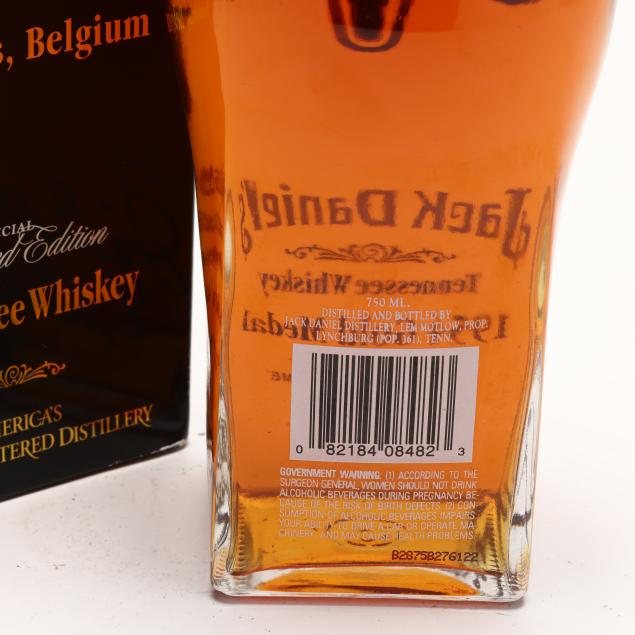 s, Belgium
ECIAL
d Edition
ee Whiskey
ERICA'S
TERED DISTILLERY
Jack Daniel's
Tennessee Whiskey
750 ML.
DISTILLED AND BOTTLED BY
JACK DANIEL DISTILLERY, LEM MOTLOW, PROP.
LYNCHBURG (POP. 361), TENN.
195 edal
0 82184 08482 3
GOVERNMENT WARNING: (1) ACCORDING TO THE
SURGEON GENERAL, WOMEN SHOULD NOT DRINK
ALCOHOLIC BEVERAGES DURING PREGNANCY BE-
CAUSE OF THE RISK OF BIRTH DEFECTS. (2) CON-
SUMPTION OF ALCOHOLIC BEVERAGES IMPAIRS
YOUR ABILITY TO DRIVE A CAR OR OPERATE MA-
CHINERY, AND MAY CAUSE HEALTH PROBLEMS.
B2875B276122